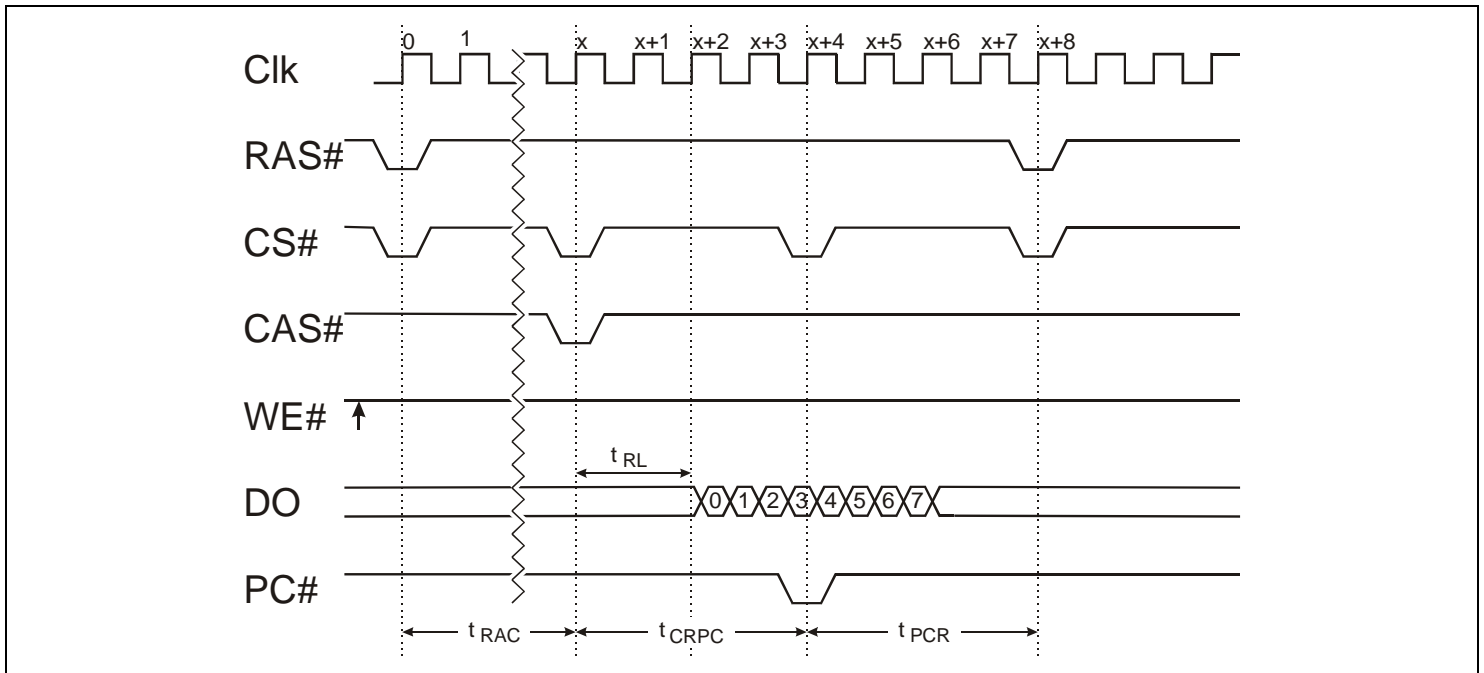 0 1 x x+1 x+2 x+3 x+4 x+5 x+6 x+7 x+8
Clk
RAS#
CS#
CAS#
WE#
t RL
DO 0 1 2 3 4 5 6 7
PC#
t RAC t CRPC t PCR